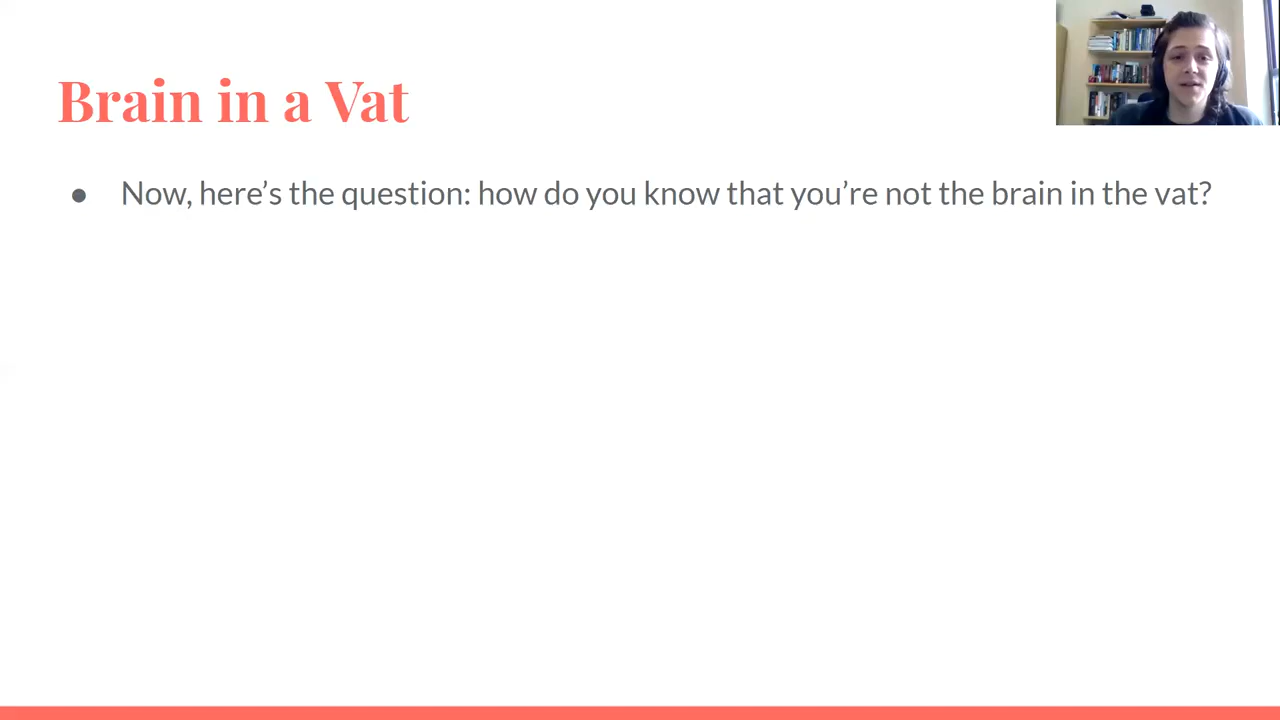 Brain in a Vat
● Now, here’s the question: how do you know that you’re not the brain in the vat?